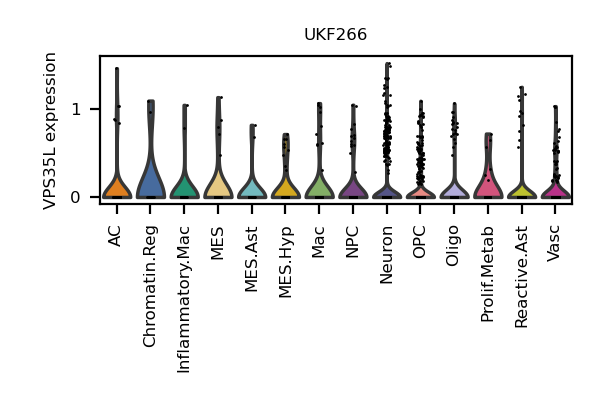 UKF266
VPS35L expression
1
0
AC
Chromatin.Reg
Inflammatory.Mac
MES
MES.Ast
MES.Hyp
Mac
NPC
Neuron
OPC
Oligo
Prolif.Metab
Reactive.Ast
Vasc